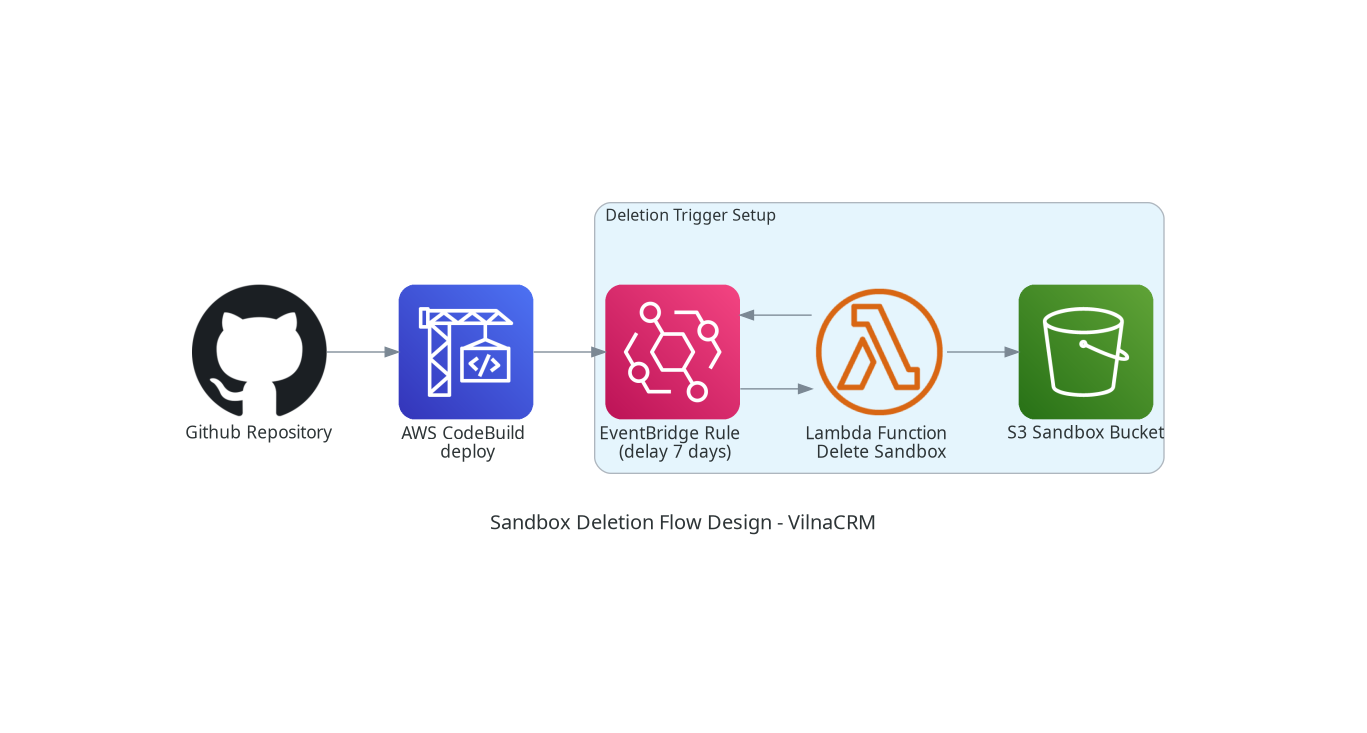 Deletion Trigger Setup
Github Repository
AWS CodeBuild
deploy
EventBridge Rule
(delay 7 days)
Lambda Function
Delete Sandbox
S3 Sandbox Bucket
Sandbox Deletion Flow Design - VilnaCRM